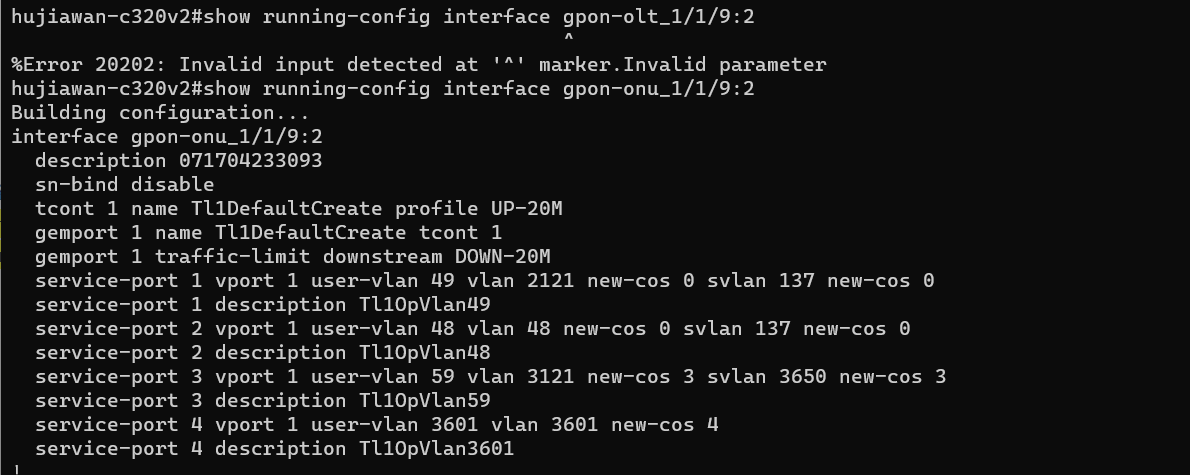 hujiawan-c320v2#show running-config interface gpon-olt_1/1/9:2
^
%Error 20202: Invalid input detected at '^' marker.Invalid parameter
hujiawan-c320v2#show running-config interface gpon-onu_1/1/9:2
Building configuration...
interface gpon-onu_1/1/9:2
  description 071704233093
  sn-bind disable
  tcont 1 name Tl1DefaultCreate profile UP-20M
  gemport 1 name Tl1DefaultCreate tcont 1
  gemport 1 traffic-limit downstream DOWN-20M
  service-port 1 vport 1 user-vlan 49 vlan 2121 new-cos 0 svlan 137 new-cos 0
  service-port 1 description Tl1OpVlan49
  service-port 2 vport 1 user-vlan 48 vlan 48 new-cos 0 svlan 137 new-cos 0
  service-port 2 description Tl1OpVlan48
  service-port 3 vport 1 user-vlan 59 vlan 3121 new-cos 3 svlan 3650 new-cos 3
  service-port 3 description Tl1OpVlan59
  service-port 4 vport 1 user-vlan 3601 vlan 3601 new-cos 4
  service-port 4 description Tl1OpVlan3601
!